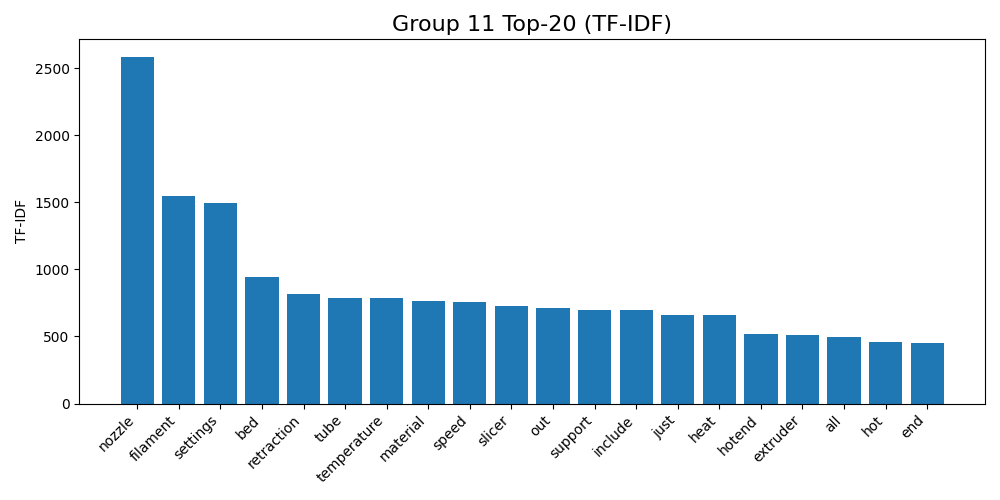 Group 11 Top-20 (TF-IDF)
TF-IDF
2500
2000
1500
1000
500
0
nozzle
filament
settings
bed
retraction
tube
temperature
material
speed
slicer
out
support
include
just
heat
hotend
extruder
all
hot
end